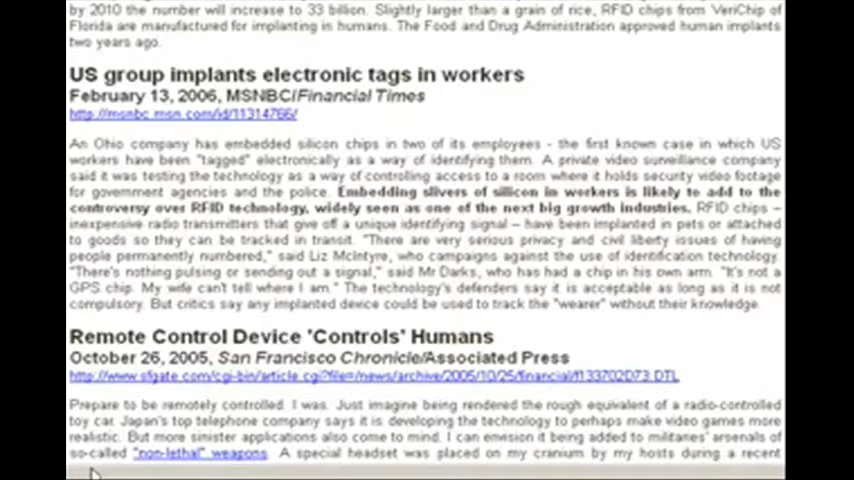 by 2010 the number will increase to 33 billion. Slightly larger than a grain of rice, RFID chips from VeriChip of
Florida are manufactured for implanting in humans. The Food and Drug Administration approved human implants
two years ago.
US group implants electronic tags in workers
February 13, 2006, MSNBC/Financial Times
http://msnbc.msn.com/id/11314766/
An Ohio company has embedded silicon chips in two of its employees - the first known case in which US
workers have been "tagged" electronically as a way of identifying them. A private video surveillance company
said it was testing the technology as a way of controlling access to a room where it holds security video footage
for government agencies and the police. Embedding slivers of silicon in workers is likely to add to the
controversy over RFID technology, widely seen as one of the next big growth industries. RFID chips –
inexpensive radio transmitters that give off a unique identifying signal – have been implanted in pets or attached
to goods so they can be tracked in transit. "There are very serious privacy and civil liberty issues of having
people permanently numbered," said Liz McIntyre, who campaigns against the use of identification technology.
"There's nothing pulsing or sending out a signal," said Mr Darks, who has had a chip in his own arm. "It's not a
GPS chip. My wife can't tell where I am." The technology's defenders say it is acceptable as long as it is not
compulsory. But critics say any implanted device could be used to track the "wearer" without their knowledge.
Remote Control Device 'Controls' Humans
October 26, 2005, San Francisco Chronicle/Associated Press
http://www.sfgate.com/cgi-bin/article.cgi?file=/news/archive/2005/10/25/financial/f133702D73.DTL
Prepare to be remotely controlled. I was. Just imagine being rendered the rough equivalent of a radio-controlled
toy car. Japan's top telephone company says it is developing the technology to perhaps make video games more
realistic. But more sinister applications also come to mind. I can envision it being added to militaries' arsenals of
so-called "non-lethal" weapons. A special headset was placed on my cranium by my hosts during a recent